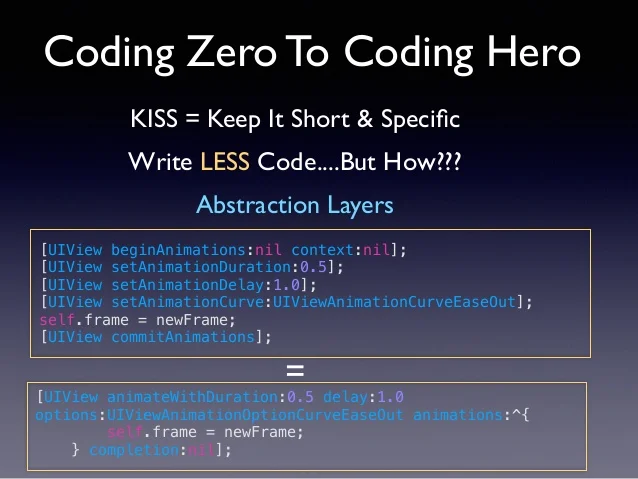 Coding Zero To Coding Hero
KISS = Keep It Short & Specific
Write LESS Code....But How???
Abstraction Layers
[UIView beginAnimations:nil context:nil];
[UIView setAnimationDuration:0.5];
[UIView setAnimationDelay:1.0];
[UIView setAnimationCurve:UIViewAnimationCurveEaseOut];
self.frame = newFrame;
[UIView commitAnimations];
=
[UIView animateWithDuration:0.5 delay:1.0
options:UIViewAnimationOptionCurveEaseOut animations:^{
        self.frame = newFrame;
    } completion:nil];